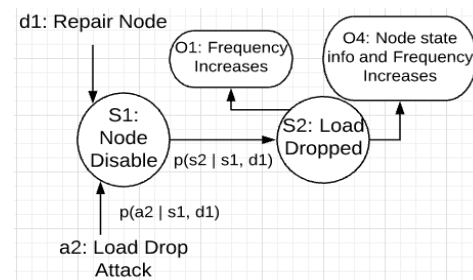 d1: Repair Node
O1: Frequency
Increases
O4: Node state
info and Frequency
Increases
S1:
Node
Disable
p(s2 | s1, d1)
S2: Load
Dropped
p(a2 | s1, d1)
a2: Load Drop
Attack